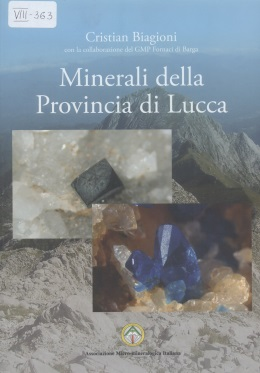 VIII-363
Cristian Biagioni
con la collaborazione del GMP Fornaci di Barga
Minerali della
Provincia di Lucca
Associazione Micromineralogica Italiana